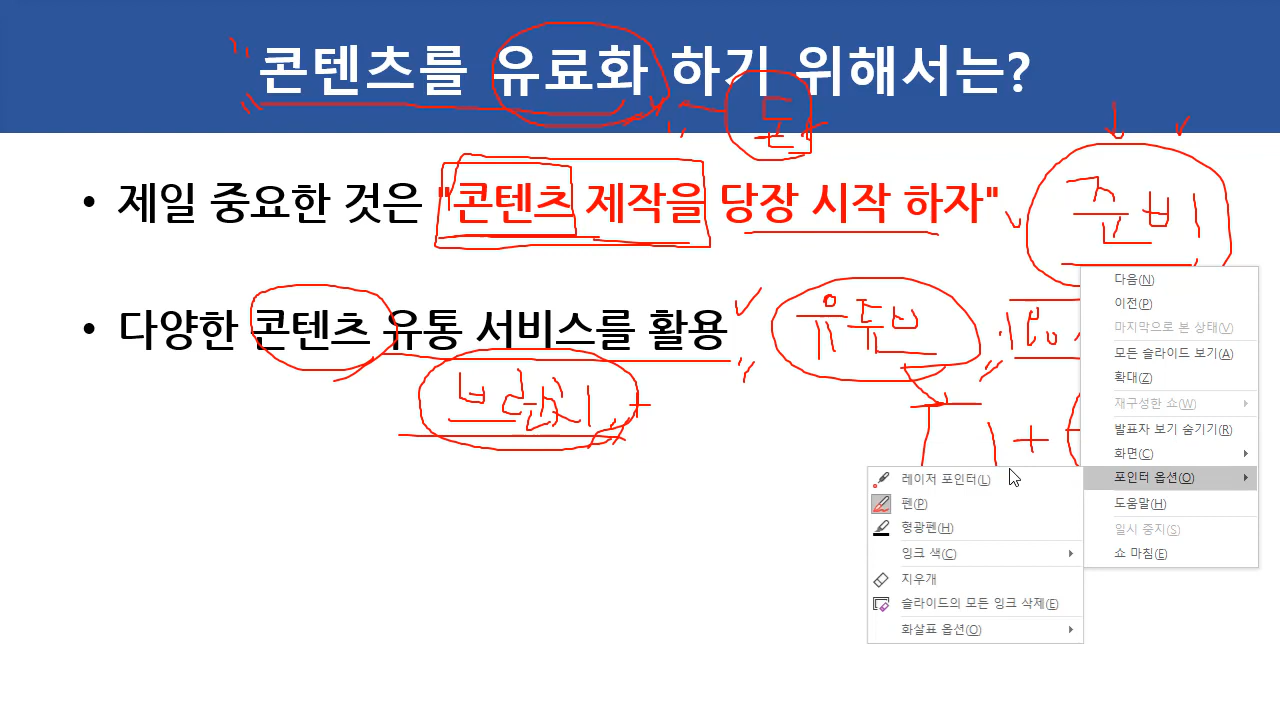 콘텐츠를 유료화 하기 위해서는?
돈
• 제일 중요한 것은 "콘텐츠 제작을 당장 시작 하자"
준비
• 다양한 콘텐츠 유통 서비스를 활용
유튜브
다음(N)
이전(P)
마지막으로 본 상태(V)
모든 슬라이드 보기(A)
확대(Z)
재구성한 쇼(W)
발표자 보기 숨기기(R)
화면(C)
포인터 옵션(O)
도움말(H)
일시 중지(S)
쇼 마침(E)
레이저 포인터(L)
펜(P)
형광펜(H)
잉크 색(C)
지우개
슬라이드의 모든 잉크 삭제(E)
화살표 옵션(O)